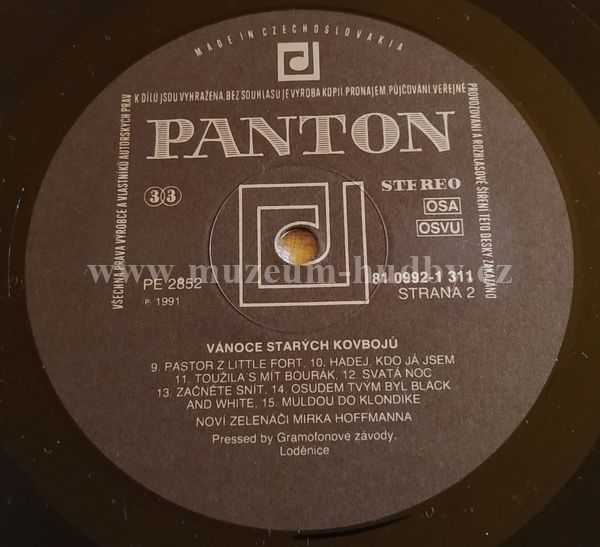 MADE IN CZECHOSLOVAKIA
VŠECHNA PRÁVA VÝROBCE A VLASTNÍKŮ AUTORSKÝCH PRÁV
K DÍLU JSOU VYHRAŽENA. BEZ SOUHLASU JE VÝROBA KOPIÍ, PRONÁJEM, PŮJČOVÁNÍ, VEŘEJNÉ
PROVOZOVÁNÍ A ROZHLASOVÉ ŠÍŘENÍ TÉTO DESKY ZAKÁZÁNO
PANTON
33
STEREO
OSA
OSVU
www.muzeum-hudby.cz
PE 2852
81 0992-1 311
℗ 1991
STRANA 2
VÁNOCE STARÝCH KOVBOJŮ
9. PASTOR Z LITTLE FORT, 10. HÁDEJ, KDO JÁ JSEM
11. TOUŽILA S MÍT BOURÁK, 12. SVATÁ NOC
13. ZAČNĚTE SNÍT, 14. OSUDEM TVÝM BYL BLACK
AND WHITE, 15. MULDOU DO KLONDIKE
NOVÍ ZELENÁČI MIRKA HOFFMANNA
Pressed by Gramofonové závody,
Loděnice